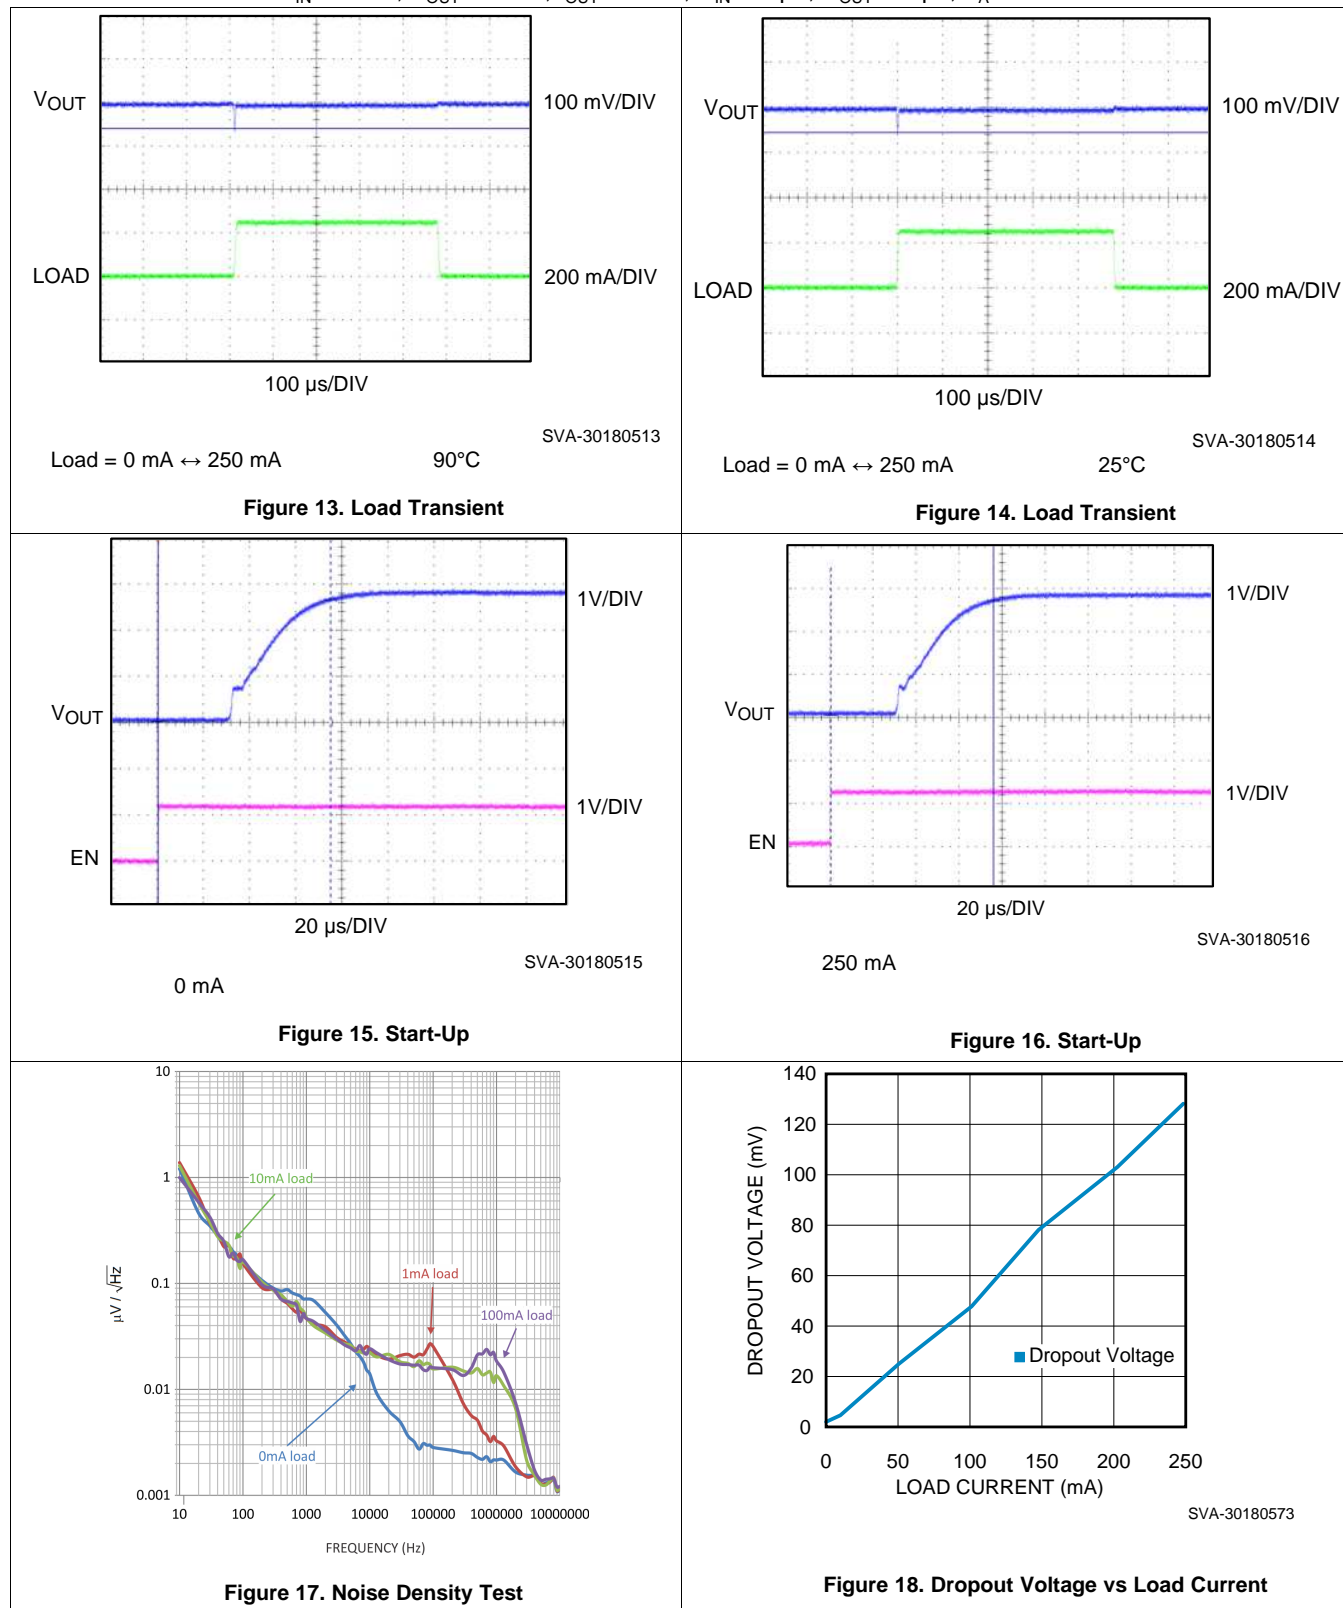 VOUT
100 mV/DIV
LOAD
200 mA/DIV
100 µs/DIV
SVA-30180513
Load = 0 mA ↔ 250 mA 90°C
Figure 13. Load Transient
VOUT
100 mV/DIV
LOAD
200 mA/DIV
100 µs/DIV
SVA-30180514
Load = 0 mA ↔ 250 mA 25°C
Figure 14. Load Transient
1V/DIV
VOUT
1V/DIV
EN
20 µs/DIV
SVA-30180515
0 mA
Figure 15. Start-Up
1V/DIV
VOUT
1V/DIV
EN
20 µs/DIV
SVA-30180516
250 mA
Figure 16. Start-Up
10
1
0.1
0.01
0.001
µV / √Hz
10mA load
1mA load
100mA load
0mA load
10 100 1000 10000 100000 1000000 10000000
FREQUENCY (Hz)
Figure 17. Noise Density Test
140
120
100
80
60
40
20
0
DROPOUT VOLTAGE (mV)
Dropout Voltage
0 50 100 150 200 250
LOAD CURRENT (mA)
SVA-30180573
Figure 18. Dropout Voltage vs Load Current